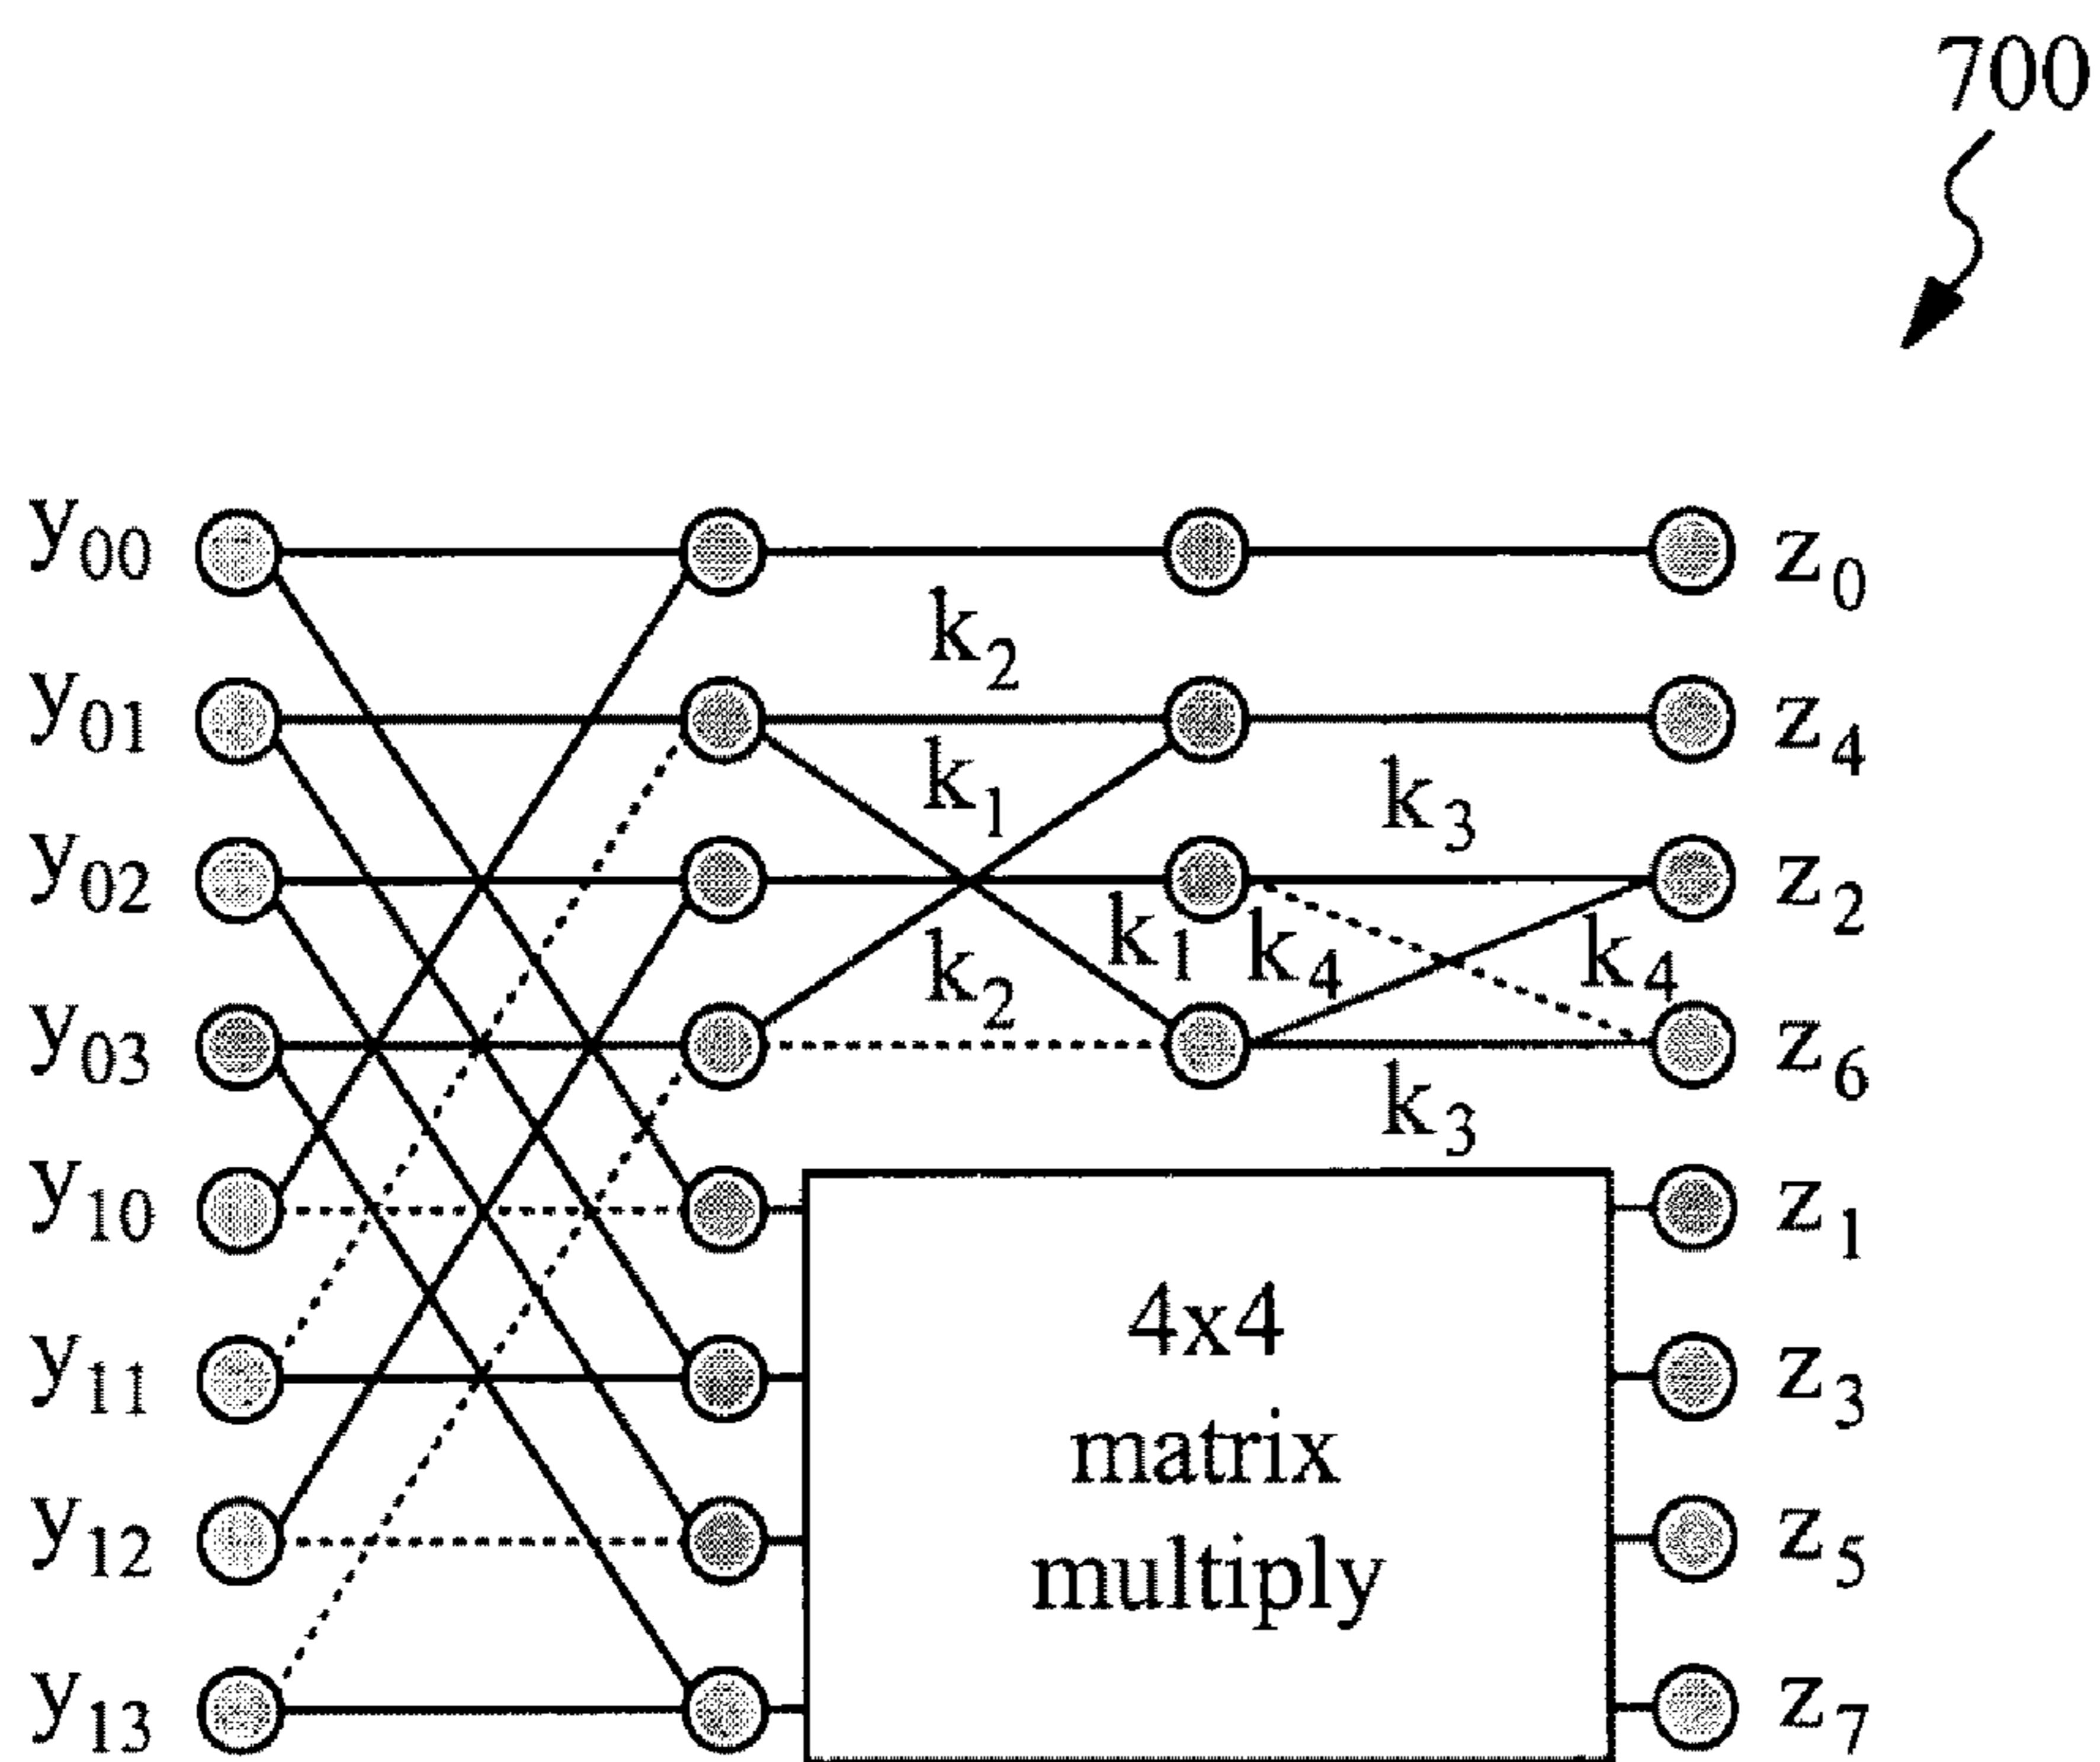 700
y00 z0
k2
y01 z4
k1 k3
y02 z2
k2 k1 k4 k4
y03 z6
k3
y10 z1
4x4
y11 z3
matrix
y12 z5
multiply
y13 z7